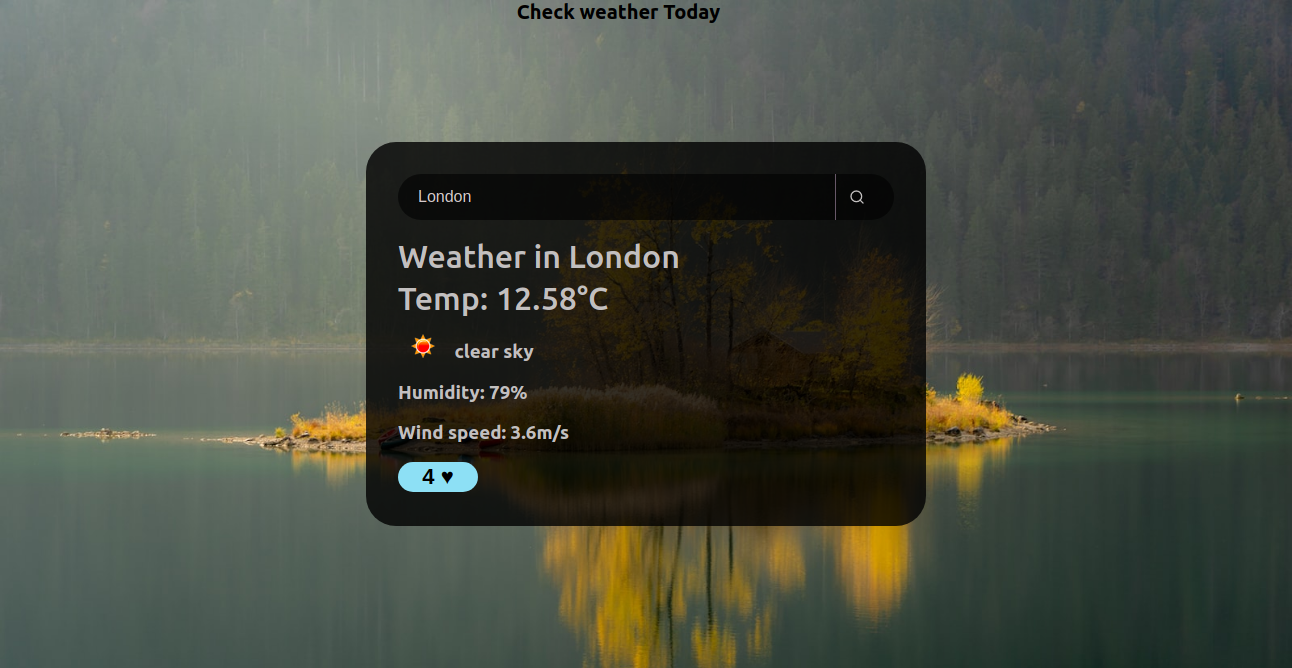 Check weather Today
London
Weather in London
Temp: 12.58°C
clear sky
Humidity: 79%
Wind speed: 3.6m/s
4 ♥